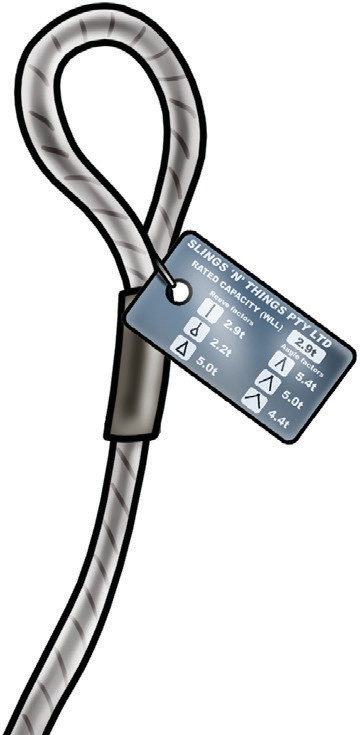 SLINGS 'N' THINGS PTY LTD
RATED CAPACITY (WLL) 2.9t
Reeve factors
2.9t
2.2t
5.0t
Angle factors
5.4t
5.0t
4.4t